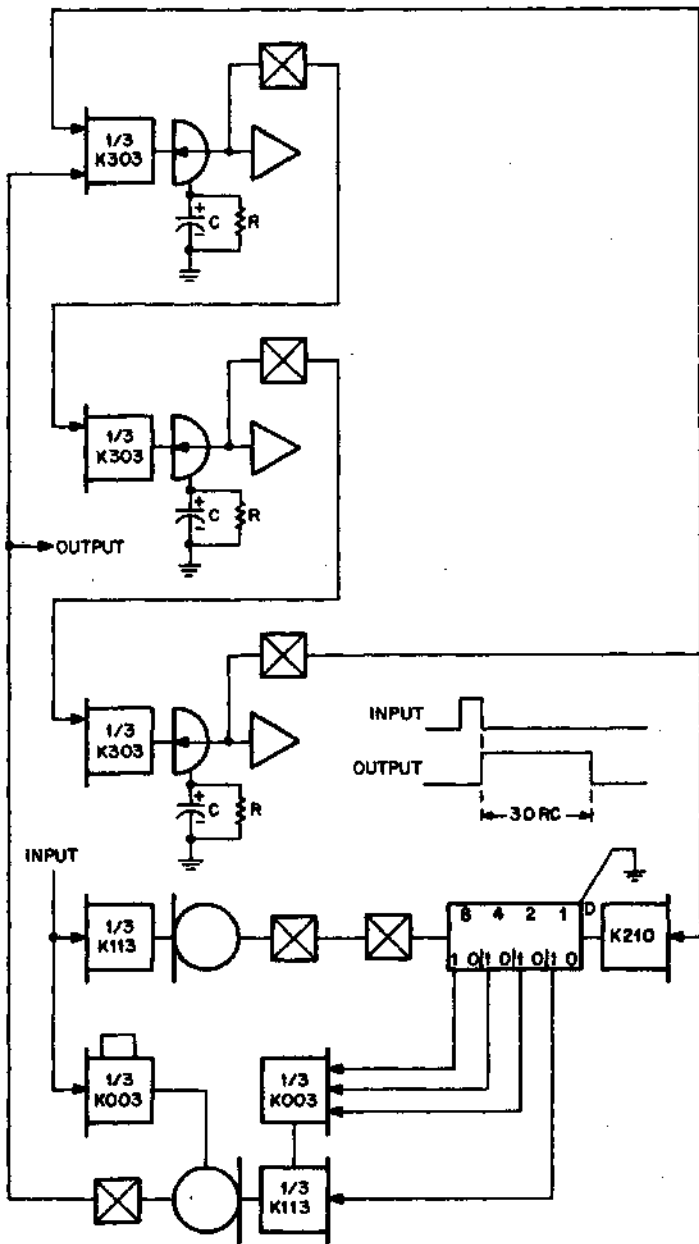 1/3
K303
+
C
R
-
1/3
K303
+
C
R
-
OUTPUT
1/3
K303
+
C
R
-
INPUT
OUTPUT
30 RC
INPUT
1/3
K113
8 4 2 1 D
1 0 1 0 1 0 1 0
K210
1/3
K003
1/3
K003
1/3
K113